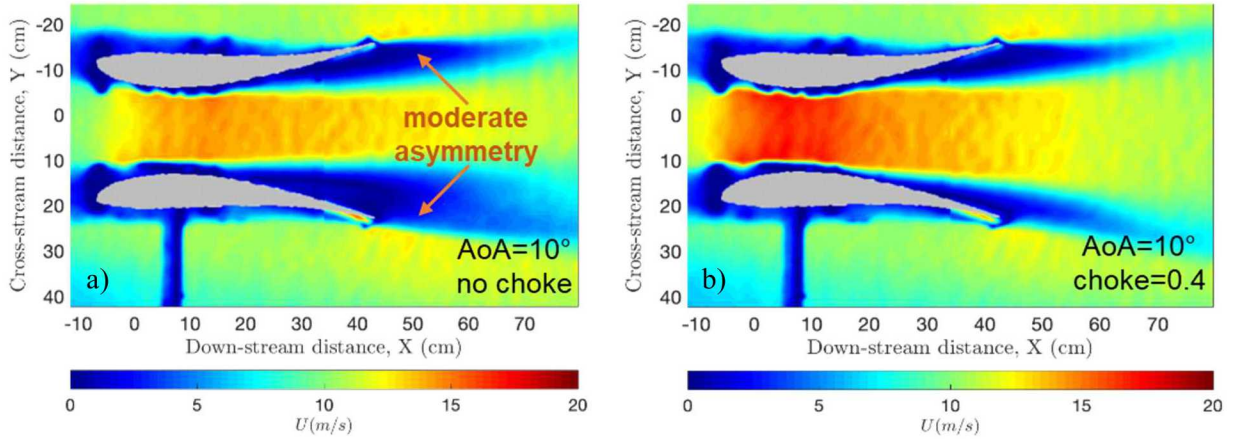 -20
-10
0
10
20
30
40
Cross-stream distance, Y (cm)
-10 0 10 20 30 40 50 60 70
Down-stream distance, X (cm)
moderate
asymmetry
AoA=10°
no choke
a)
0 5 10 15 20
U(m/s)
-20
-10
0
10
20
30
40
Cross-stream distance, Y (cm)
-10 0 10 20 30 40 50 60 70
Down-stream distance, X (cm)
AoA=10°
choke=0.4
b)
0 5 10 15 20
U(m/s)